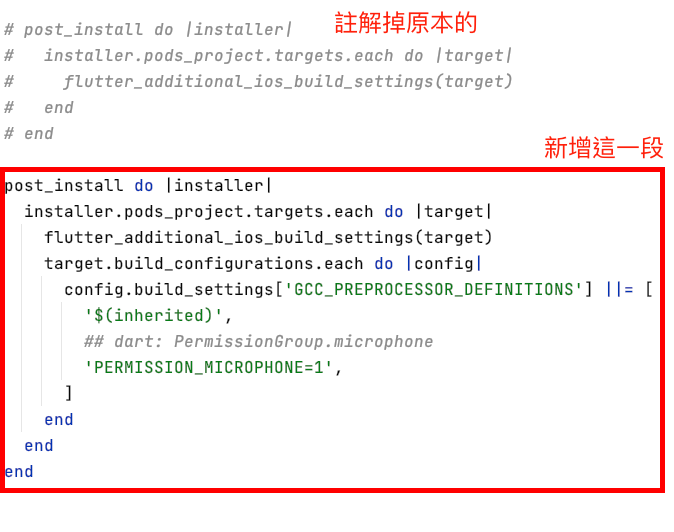 # post_install do |installer|
註解掉原本的
#   installer.pods_project.targets.each do |target|
#     flutter_additional_ios_build_settings(target)
#   end
# end
新增這一段
post_install do |installer|
  installer.pods_project.targets.each do |target|
    flutter_additional_ios_build_settings(target)
    target.build_configurations.each do |config|
      config.build_settings['GCC_PREPROCESSOR_DEFINITIONS'] ||= [
        '$(inherited)',
        ## dart: PermissionGroup.microphone
        'PERMISSION_MICROPHONE=1',
      ]
    end
  end
end